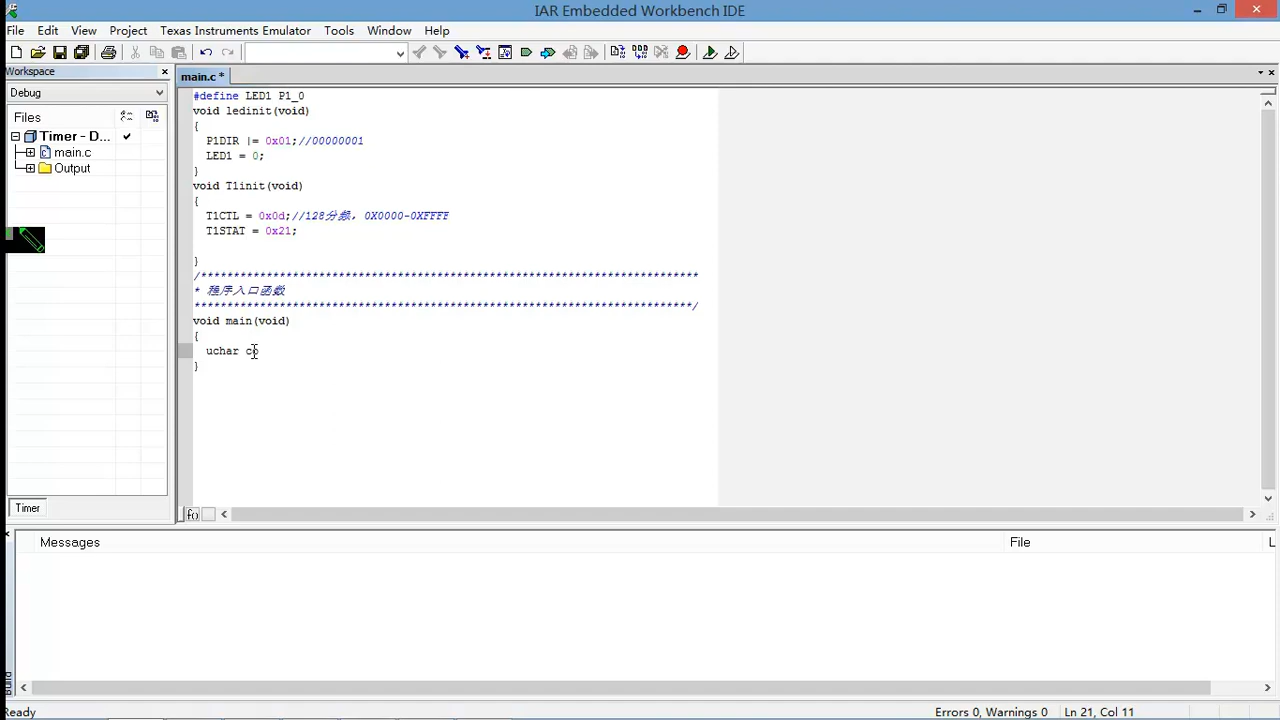 IAR Embedded Workbench IDE
File Edit View Project Texas Instruments Emulator Tools Window Help
Workspace
main.c *
Debug
Files
Timer - D...
main.c
Output
Timer
#define LED1 P1_0
void ledinit(void)
{
P1DIR |= 0x01;//00000001
LED1 = 0;
}
void T1init(void)
{
T1CTL = 0x0d;//128分频, 0X0000-0XFFFF
T1STAT = 0x21;
}
/****************************************************************************
* 程序入口函数
****************************************************************************/
void main(void)
{
uchar co
}
f()
Messages File L
Build
Ready Errors 0, Warnings 0 Ln 21, Col 11